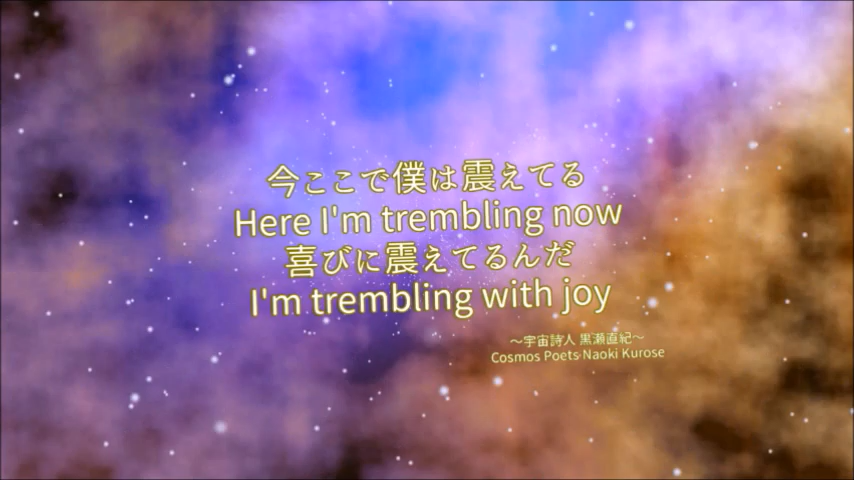 今ここで僕は震えてる
Here I'm trembling now
喜びに震えてるんだ
I'm trembling with joy
～宇宙詩人 黒瀬直紀～
Cosmos Poets Naoki Kurose